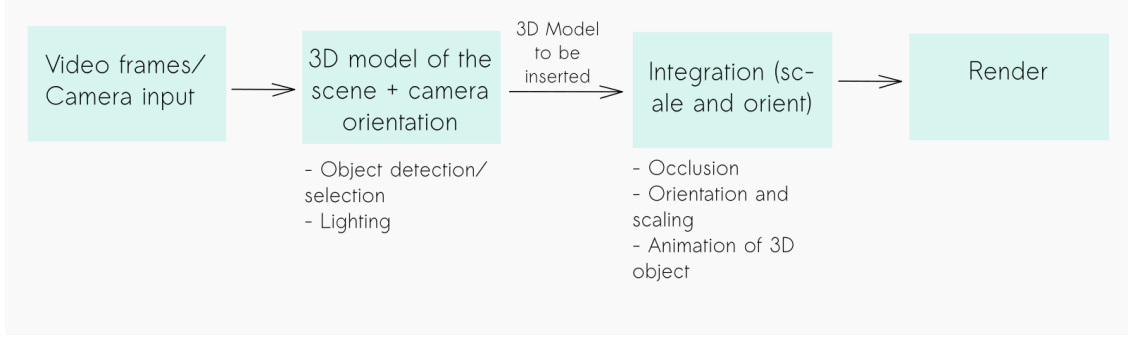 Video frames/
Camera input
3D model of the
scene + camera
orientation
- Object detection/
selection
- Lighting
3D Model
to be
inserted
Integration (sc-
ale and orient)
- Occlusion
- Orientation and
scaling
- Animation of 3D
object
Render